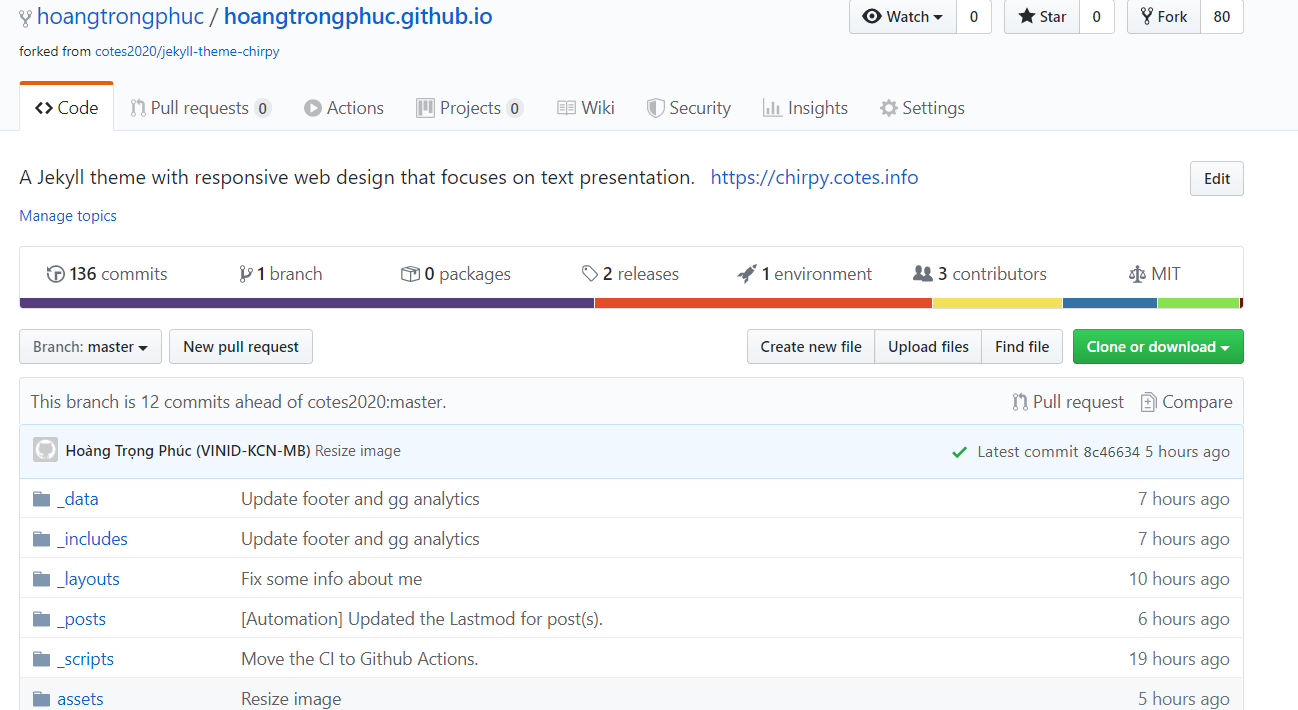 hoangtrongphuc / hoangtrongphuc.github.io
Watch 0 Star 0 Fork 80
forked from cotes2020/jekyll-theme-chirpy
Code Pull requests 0 Actions Projects 0 Wiki Security Insights Settings
A Jekyll theme with responsive web design that focuses on text presentation. https://chirpy.cotes.info Edit
Manage topics
136 commits 1 branch 0 packages 2 releases 1 environment 3 contributors MIT
Branch: master New pull request Create new file Upload files Find file Clone or download
This branch is 12 commits ahead of cotes2020:master. Pull request Compare
Hoàng Trọng Phúc (VINID-KCN-MB) Resize image Latest commit 8c46634 5 hours ago
_data Update footer and gg analytics 7 hours ago
_includes Update footer and gg analytics 7 hours ago
_layouts Fix some info about me 10 hours ago
_posts [Automation] Updated the Lastmod for post(s). 6 hours ago
_scripts Move the CI to Github Actions. 19 hours ago
assets Resize image 5 hours ago